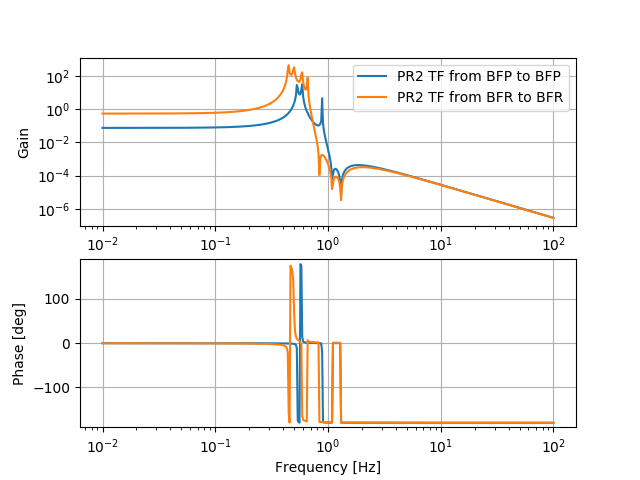 10^2
10^0
10^−2
10^−4
10^−6
Gain
PR2 TF from BFP to BFP
PR2 TF from BFR to BFR
10^−2 10^−1 10^0 10^1 10^2
100
0
−100
Phase [deg]
10^−2 10^−1 10^0 10^1 10^2
Frequency [Hz]